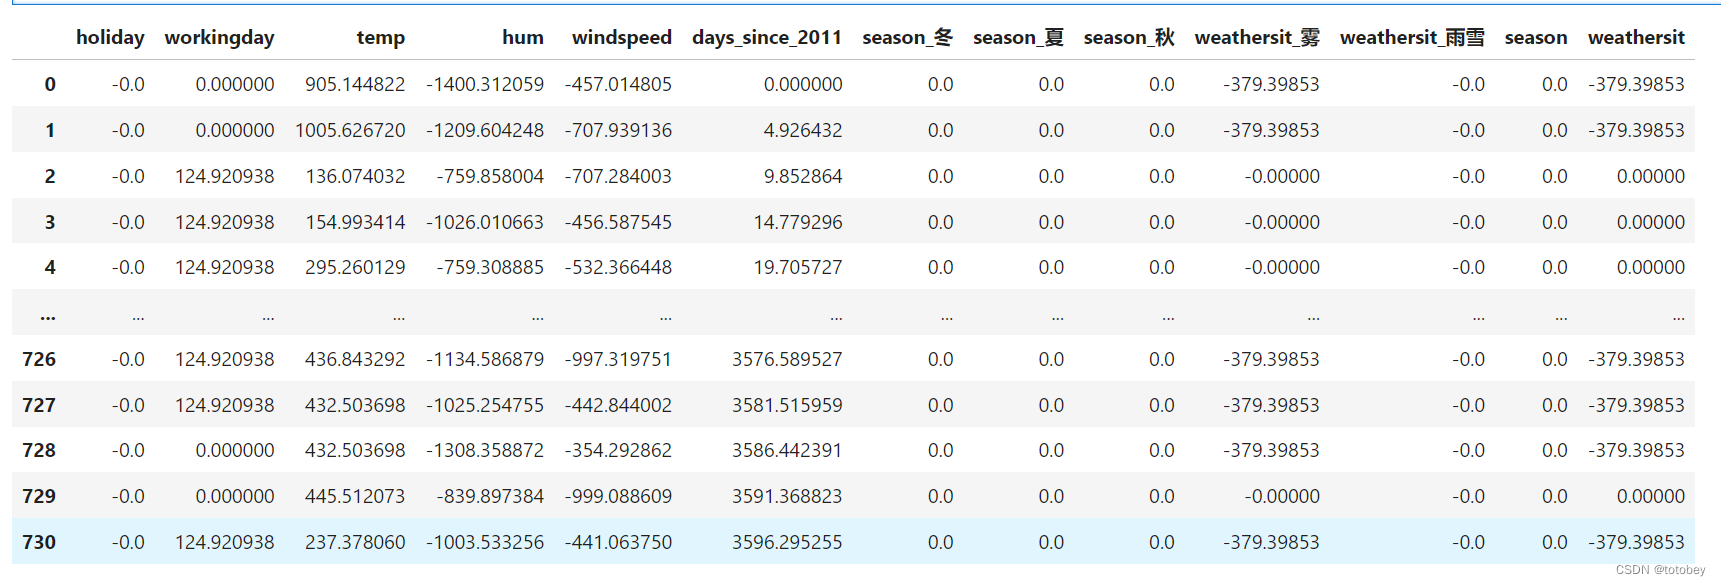 holiday workingday temp hum windspeed days_since_2011 season_冬 season_夏 season_秋 weathersit_雾 weathersit_雨雪 season weathersit
0 -0.0 0.000000 905.144822 -1400.312059 -457.014805 0.000000 0.0 0.0 0.0 -379.39853 -0.0 0.0 -379.39853
1 -0.0 0.000000 1005.626720 -1209.604248 -707.939136 4.926432 0.0 0.0 0.0 -379.39853 -0.0 0.0 -379.39853
2 -0.0 124.920938 136.074032 -759.858004 -707.284003 9.852864 0.0 0.0 0.0 -0.00000 -0.0 0.0 0.00000
3 -0.0 124.920938 154.993414 -1026.010663 -456.587545 14.779296 0.0 0.0 0.0 -0.00000 -0.0 0.0 0.00000
4 -0.0 124.920938 295.260129 -759.308885 -532.366448 19.705727 0.0 0.0 0.0 -0.00000 -0.0 0.0 0.00000
... ... ... ... ... ... ... ... ... ... ... ... ... ...
726 -0.0 124.920938 436.843292 -1134.586879 -997.319751 3576.589527 0.0 0.0 0.0 -379.39853 -0.0 0.0 -379.39853
727 -0.0 124.920938 432.503698 -1025.254755 -442.844002 3581.515959 0.0 0.0 0.0 -379.39853 -0.0 0.0 -379.39853
728 -0.0 0.000000 432.503698 -1308.358872 -354.292862 3586.442391 0.0 0.0 0.0 -379.39853 -0.0 0.0 -379.39853
729 -0.0 0.000000 445.512073 -839.897384 -999.088609 3591.368823 0.0 0.0 0.0 -0.00000 -0.0 0.0 0.00000
730 -0.0 124.920938 237.378060 -1003.533256 -441.063750 3596.295255 0.0 0.0 0.0 -379.39853 -0.0 0.0 -379.39853
CSDN @totobey